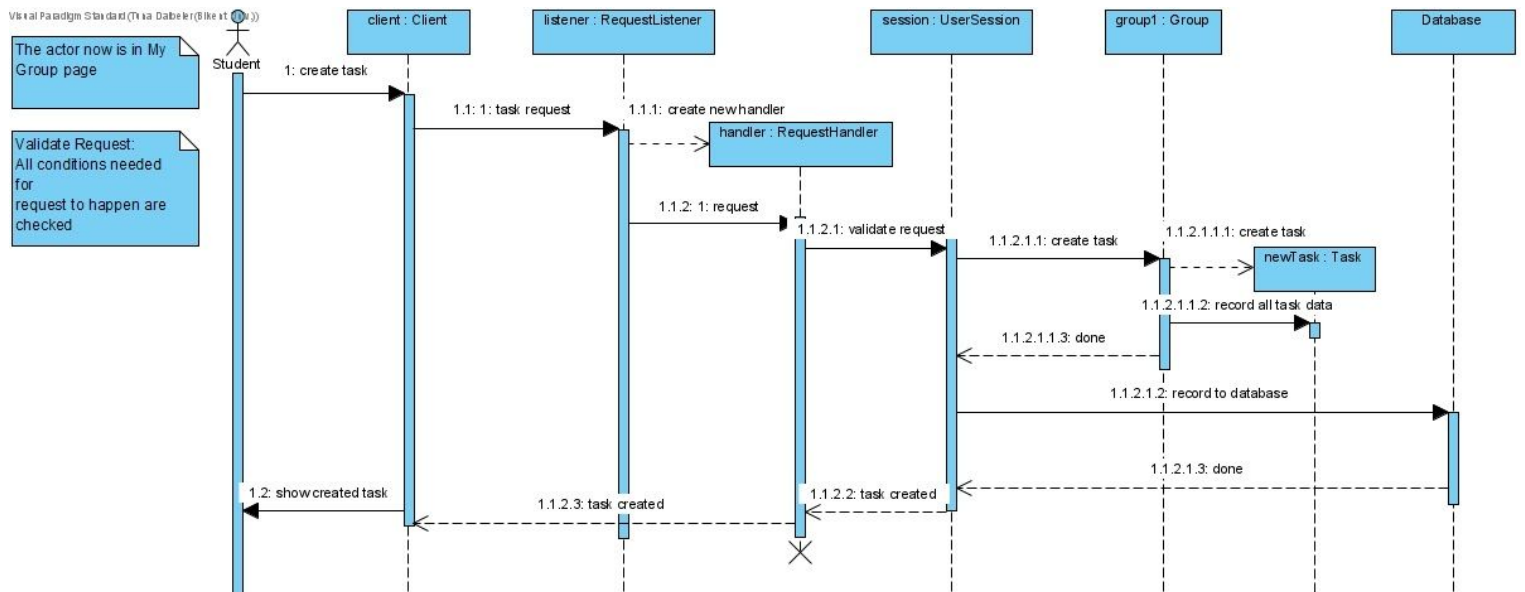 Visual Paradigm Standard
client : Client
listener : RequestListener
session : UserSession
group1 : Group
Database
The actor now is in My
Group page
Student
1: create task
1.1: 1: task request
1.1.1: create new handler
handler : RequestHandler
Validate Request:
All conditions needed
for
request to happen are
checked
1.1.2: 1: request
1.1.2.1: validate request
1.1.2.1.1: create task
1.1.2.1.1.1: create task
newTask : Task
1.1.2.1.1.2: record all task data
1.1.2.1.1.3: done
1.1.2.1.2: record to database
1.1.2.1.3: done
1.2: show created task
1.1.2.3: task created
1.1.2.2: task created